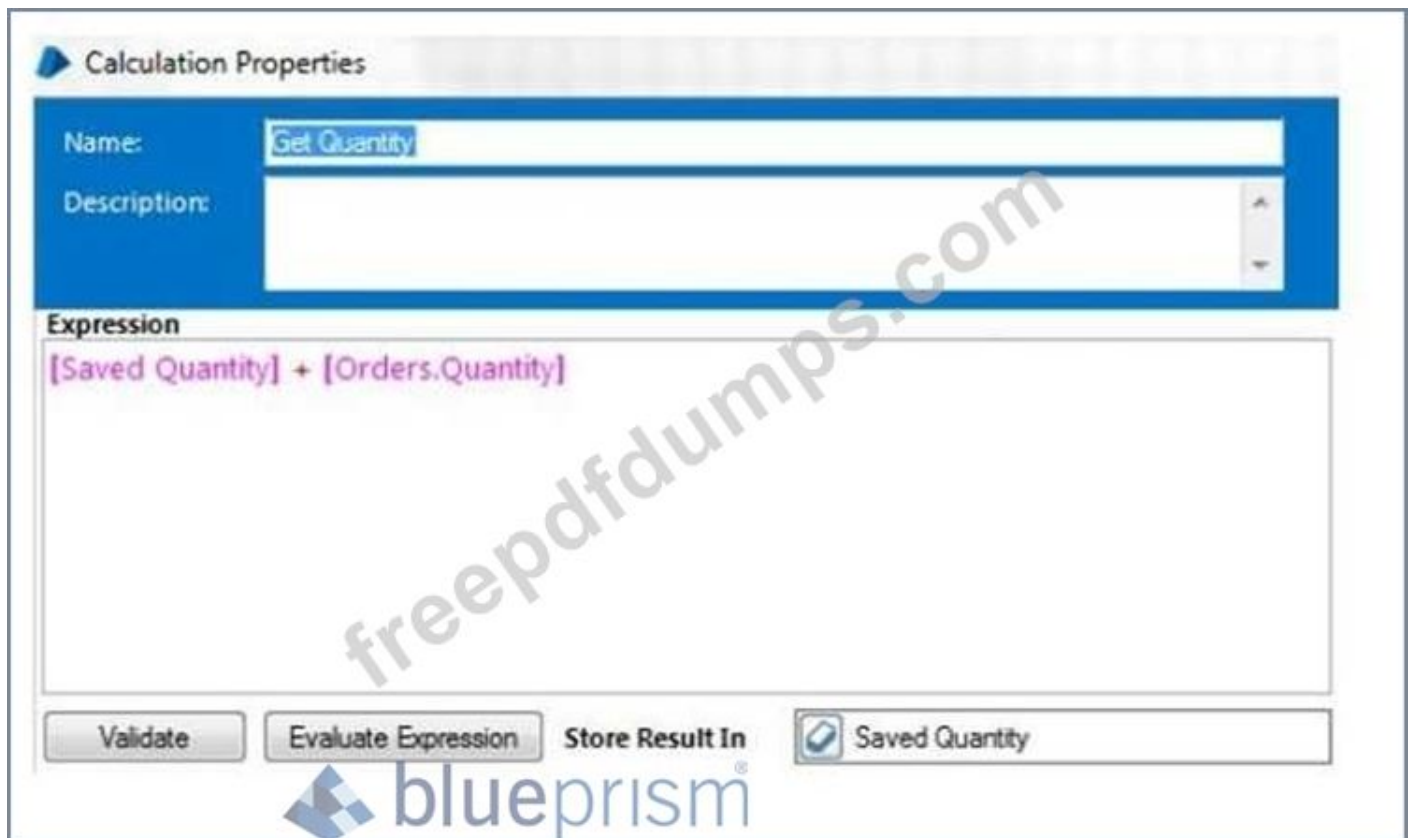 Calculation Properties
Name: Get Quantity
Description:
Expression
[Saved Quantity] + [Orders.Quantity]
freepdfdumps.com
Validate Evaluate Expression Store Result In Saved Quantity
blueprism®